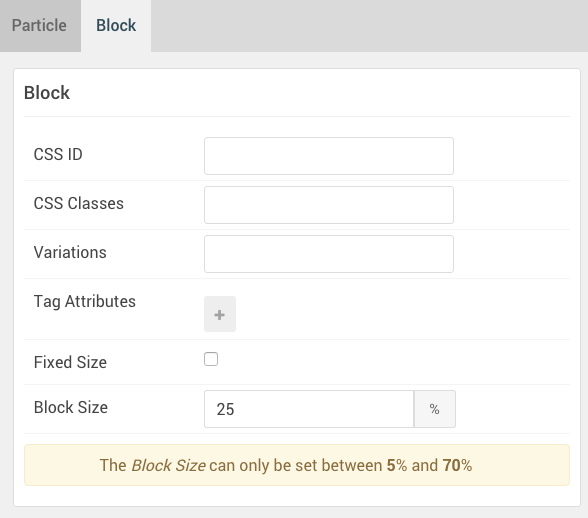 Particle Block
Block
CSS ID
CSS Classes
Variations
Tag Attributes
+
Fixed Size
Block Size 25 %
The Block Size can only be set between 5% and 70%